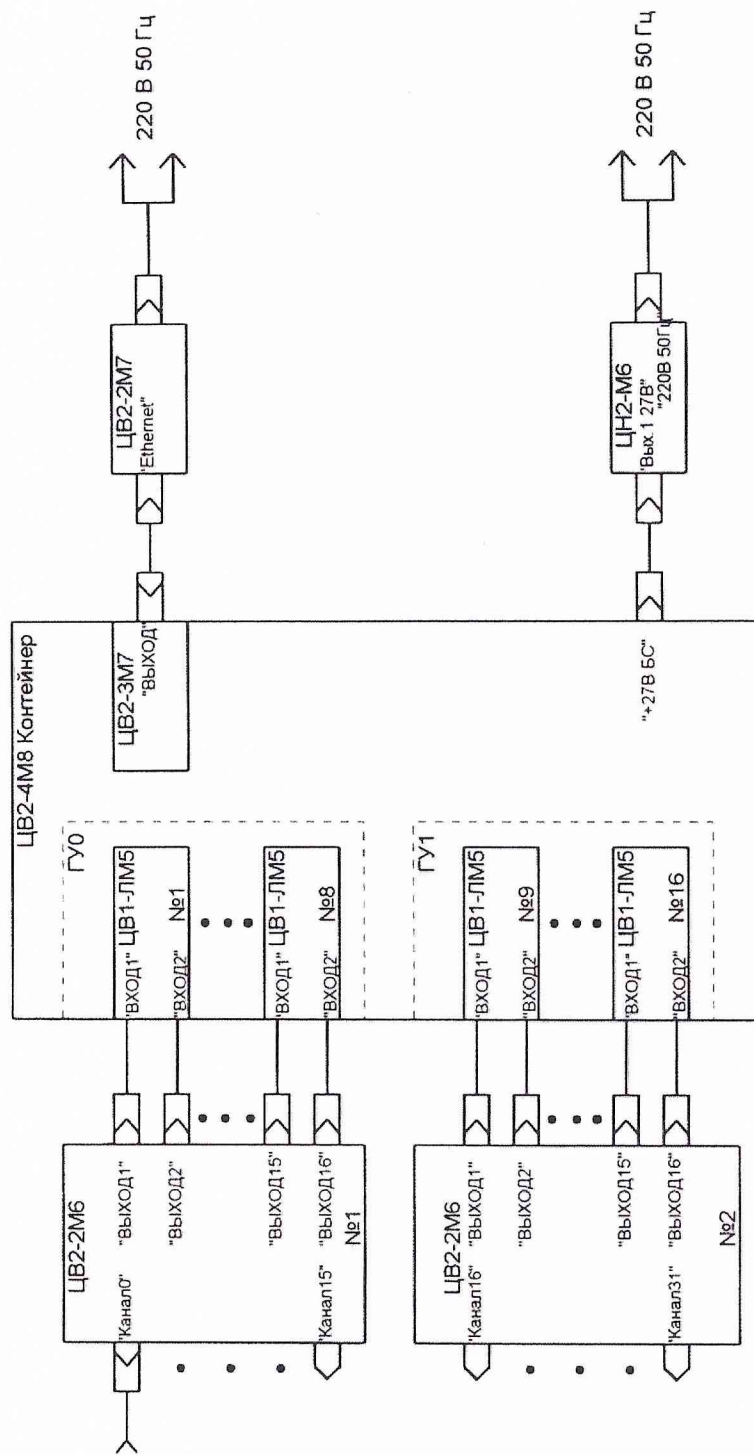 ЦВ2-2М6
"Канал0"
"ВЫХОД1"
"ВЫХОД2"
"ВЫХОД15"
"Канал15"
"ВЫХОД16"
№1
ЦВ2-2М6
"Канал16"
"ВЫХОД1"
"ВЫХОД2"
"ВЫХОД15"
"Канал31"
"ВЫХОД16"
№2
ЦВ2-4М8 Контейнер
ГУ0
"ВХОД1" ЦВ1-ЛМ5
"ВХОД2" №1
"ВХОД1" ЦВ1-ЛМ5
"ВХОД2" №8
ГУ1
"ВХОД1" ЦВ1-ЛМ5
"ВХОД2" №9
"ВХОД1" ЦВ1-ЛМ5
"ВХОД2" №16
ЦВ2-3М7
"ВЫХОД"
"+27В БС"
ЦВ2-2М7
"Ethernet"
220 В 50 Гц
ЦН2-М6
"Вых.1 27В"
"220В 50Гц"
220 В 50 Гц